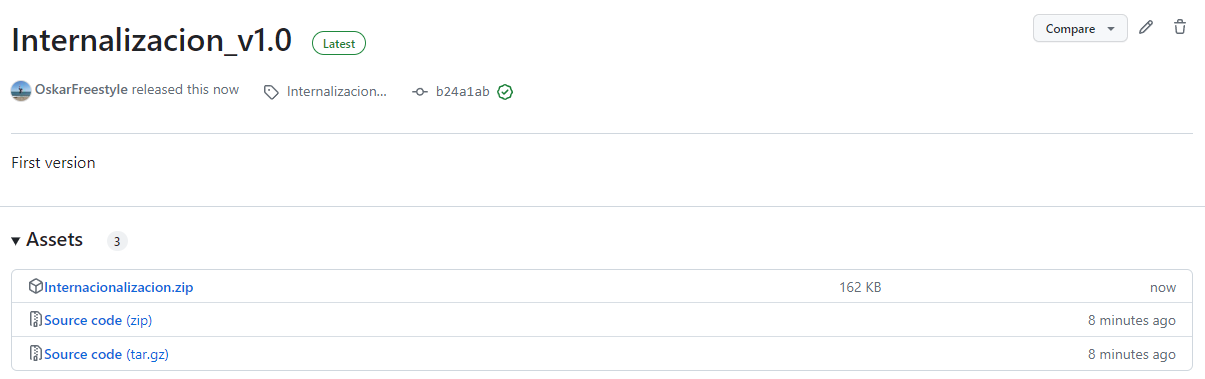 Internalizacion_v1.0 Latest Compare
OskarFreestyle released this now Internalizacion... b24a1ab
First version
Assets 3
Internacionalizacion.zip 162 KB now
Source code (zip) 8 minutes ago
Source code (tar.gz) 8 minutes ago